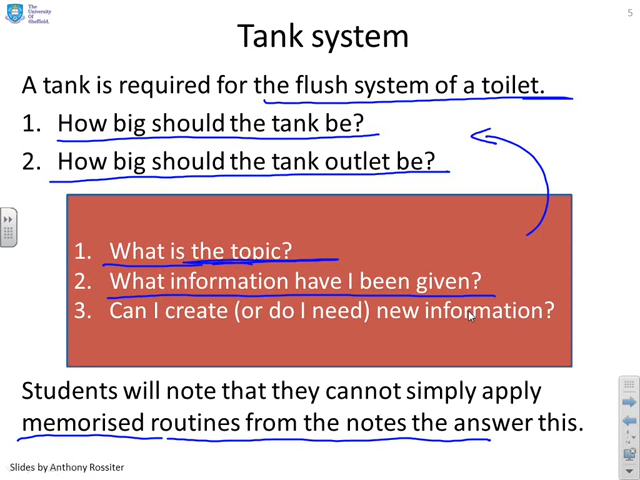 The
University
Of
Sheffield.
5
Tank system
A tank is required for the flush system of a toilet.
1. How big should the tank be?
2. How big should the tank outlet be?
1. What is the topic?
2. What information have I been given?
3. Can I create (or do I need) new information?
Students will note that they cannot simply apply
memorised routines from the notes the answer this.
Slides by Anthony Rossiter